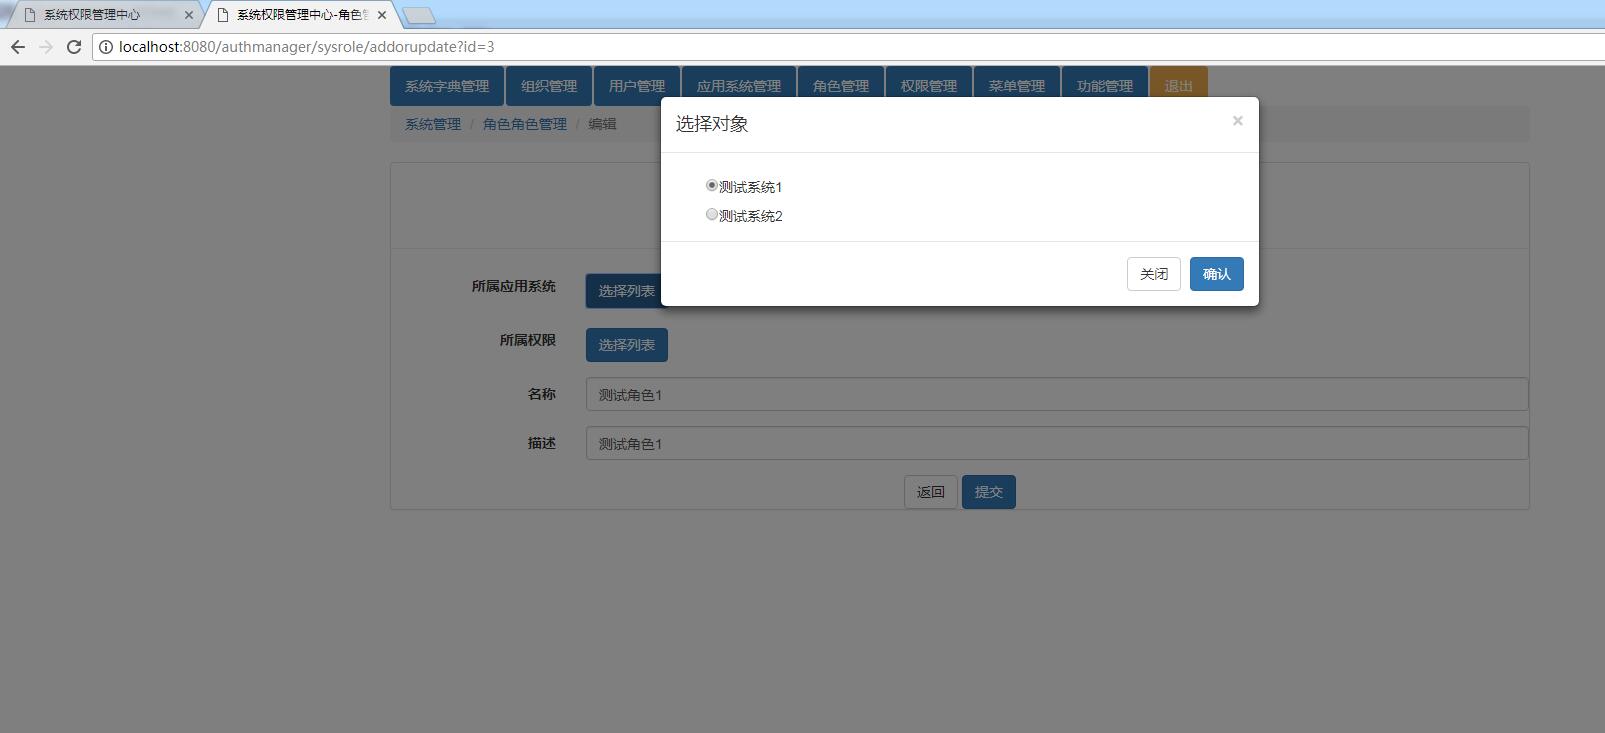 系统权限管理中心
系统权限管理中心-角色
localhost:8080/authmanager/sysrole/addorupdate?id=3
系统字典管理 组织管理 用户管理 应用系统管理 角色管理 权限管理 菜单管理 功能管理 退出
系统管理 / 角色角色管理 / 编辑
选择对象 ×
测试系统1
测试系统2
关闭 确认
所属应用系统 选择列表
所属权限 选择列表
名称 测试角色1
描述 测试角色1
返回 提交